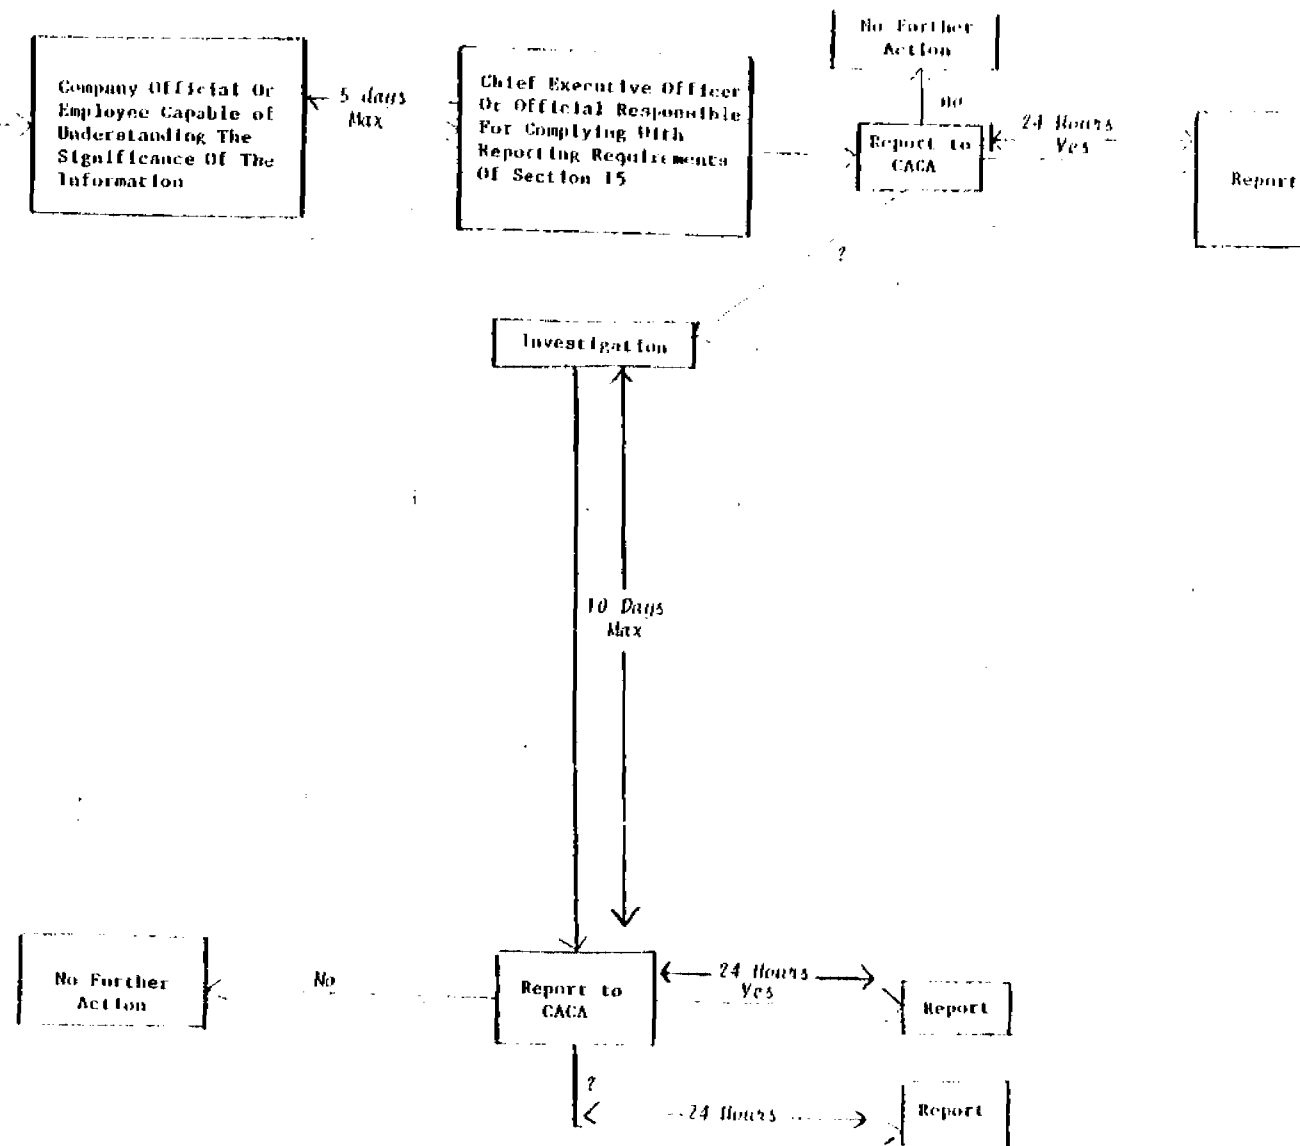 No Further
Action
Company Official Or
Employee Capable of
Understanding The
Significance Of The
Information
5 days
Max
Chief Executive Officer
Or Official Responsible
For Complying With
Reporting Requirements
Of Section 15
no
Report to
CACA
24 Hours
Yes
Report
?
Investigation
10 Days
Max
No Further
Action
No
Report to
CACA
24 Hours
Yes
Report
?
24 Hours
Report